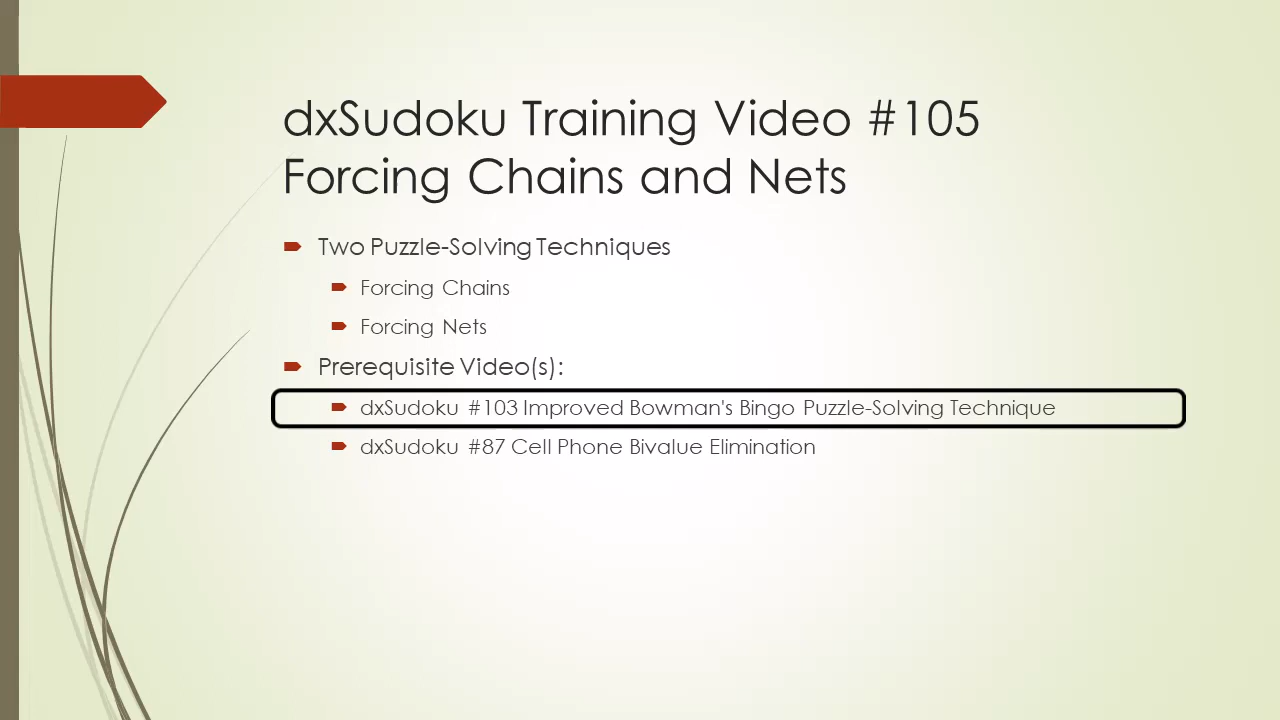 dxSudoku Training Video #105
Forcing Chains and Nets
Two Puzzle-Solving Techniques
Forcing Chains
Forcing Nets
Prerequisite Video(s):
dxSudoku #103 Improved Bowman's Bingo Puzzle-Solving Technique
dxSudoku #87 Cell Phone Bivalue Elimination